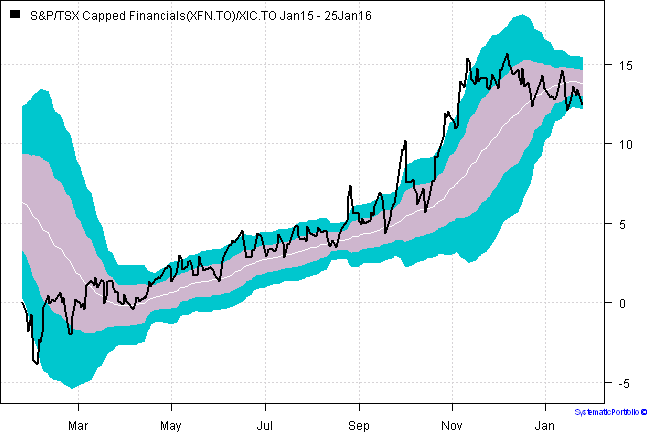 S&P/TSX Capped Financials(XFN.TO)/XIC.TO Jan15 - 25Jan16
15
10
5
0
-5
Mar May Jul Sep Nov Jan
SystematicPortfolio ©